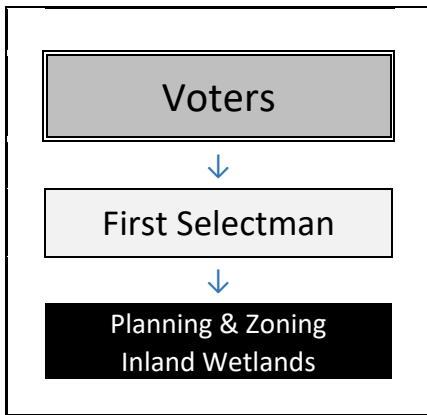 Voters
↓
First Selectman
↓
Planning & Zoning
Inland Wetlands